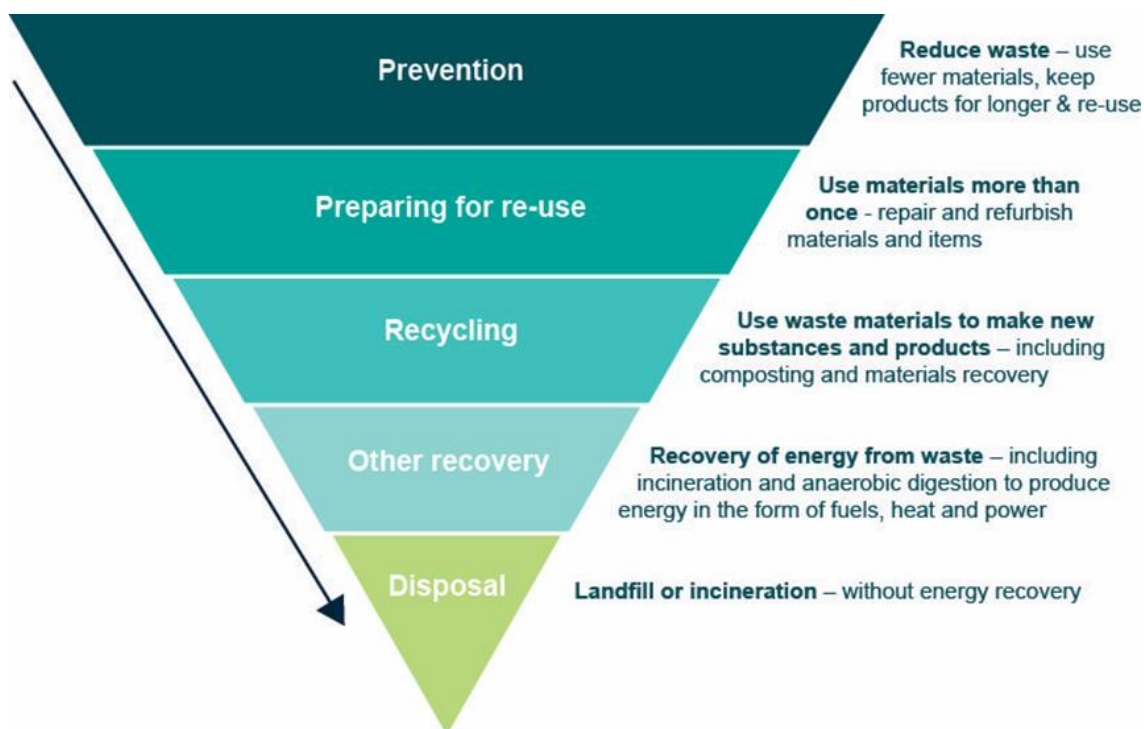 Prevention
Reduce waste – use
fewer materials, keep
products for longer & re-use
Preparing for re-use
Use materials more than
once - repair and refurbish
materials and items
Recycling
Use waste materials to make new
substances and products – including
composting and materials recovery
Other recovery
Recovery of energy from waste – including
incineration and anaerobic digestion to produce
energy in the form of fuels, heat and power
Disposal
Landfill or incineration – without energy recovery